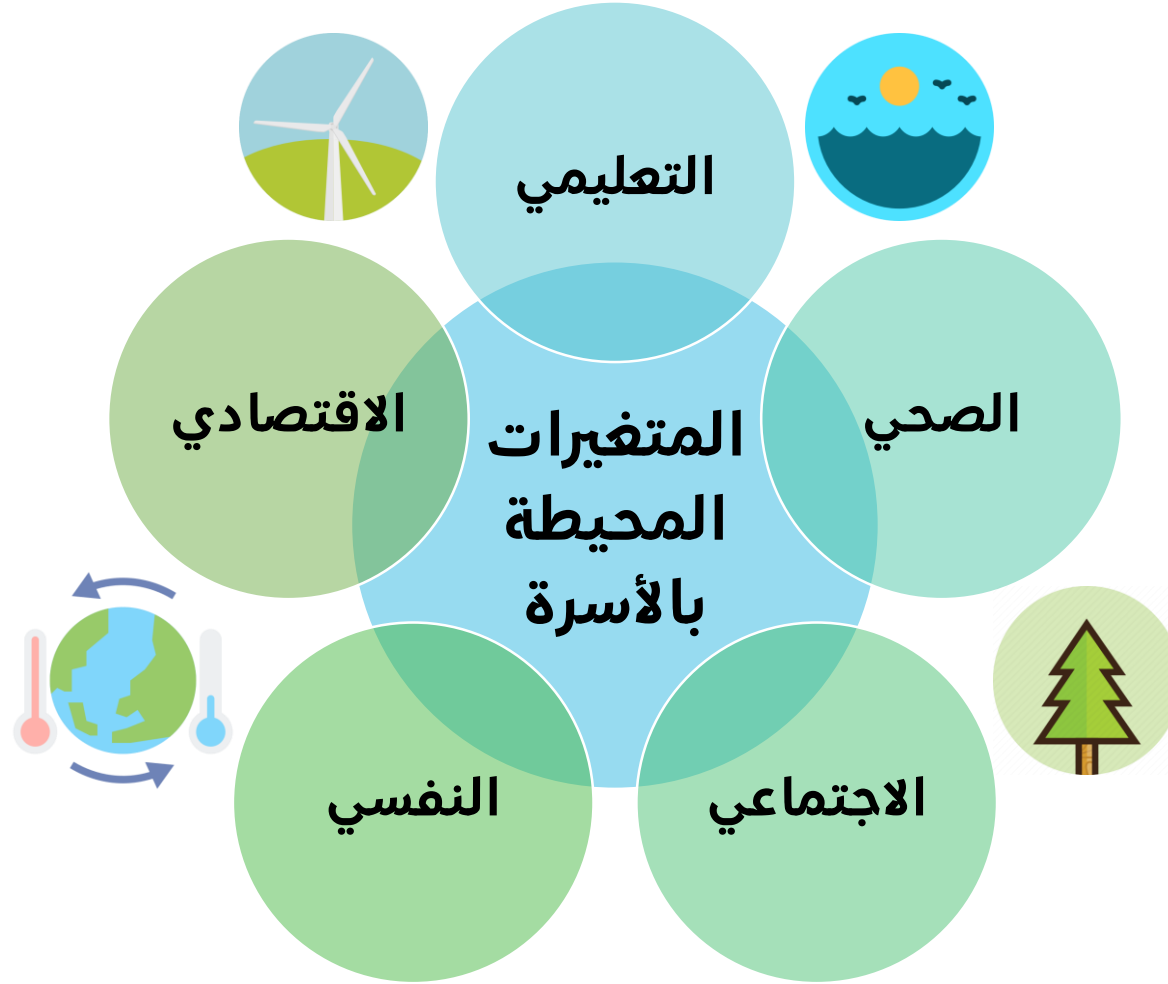 التعليمي
الصحي
الاقتصادي
المتغيرات
المحيطة
بالأسرة
الاجتماعي
النفسي